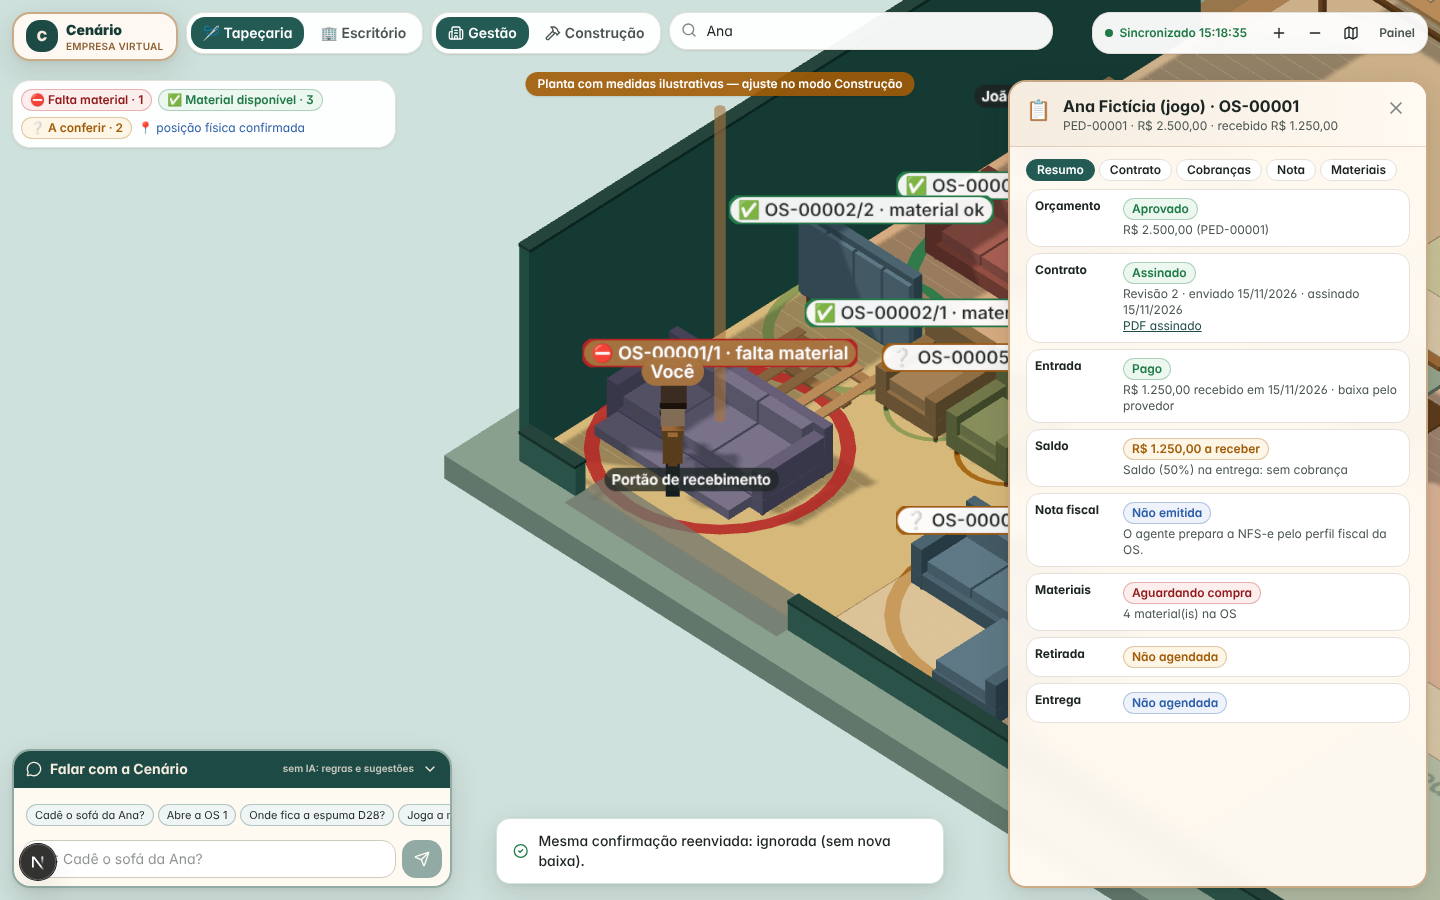 C
Cenário
EMPRESA VIRTUAL
Tapeçaria
Escritório
Gestão
Construção
Ana
Sincronizado 15:18:35
Painel
Planta com medidas ilustrativas — ajuste no modo Construção
Falta material · 1
Material disponível · 3
A conferir · 2
posição física confirmada
OS-00002/2 · material ok
OS-00001/1 · falta material
Você
Portão de recebimento
Ana Fictícia (jogo) · OS-00001
PED-00001 · R$ 2.500,00 · recebido R$ 1.250,00
Resumo
Contrato
Cobranças
Nota
Materiais
Orçamento
Aprovado
R$ 2.500,00 (PED-00001)
Contrato
Assinado
Revisão 2 · enviado 15/11/2026 · assinado
15/11/2026
PDF assinado
Entrada
Pago
R$ 1.250,00 recebido em 15/11/2026 · baixa pelo
provedor
Saldo
R$ 1.250,00 a receber
Saldo (50%) na entrega: sem cobrança
Nota fiscal
Não emitida
O agente prepara a NFS-e pelo perfil fiscal da
OS.
Materiais
Aguardando compra
4 material(is) na OS
Retirada
Não agendada
Entrega
Não agendada
Falar com a Cenário
sem IA: regras e sugestões
Cadê o sofá da Ana?
Abre a OS 1
Onde fica a espuma D28?
Joga a
N
Cadê o sofá da Ana?
Mesma confirmação reenviada: ignorada (sem nova
baixa).